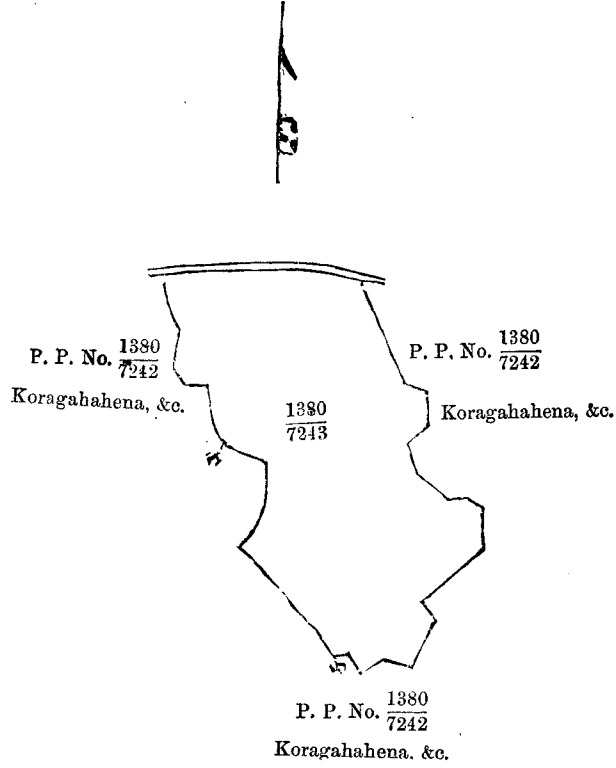 P. P. No. 1380/7242
Koragahahena, &c.
1380/7243
P. P. No. 1380/7242
Koragahahena, &c.
P. P. No. 1380/7242
Koragahahena, &c.